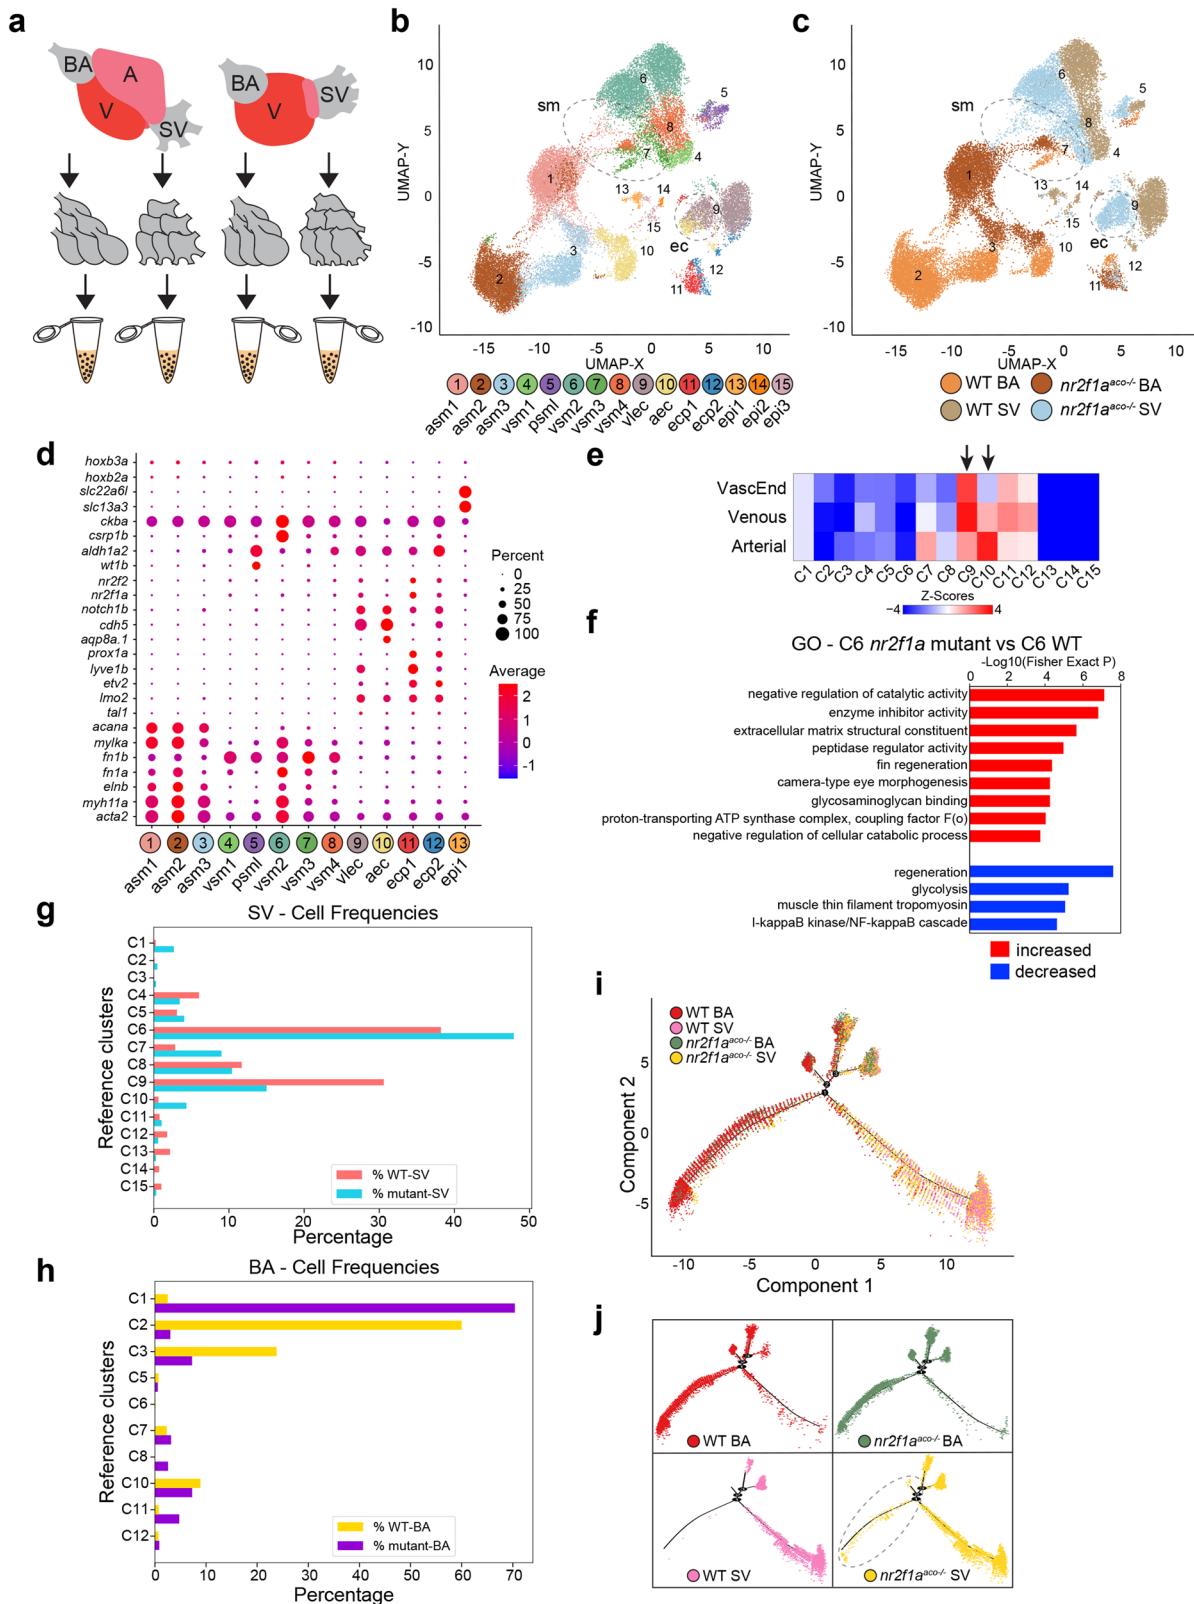 a
BA
A
V
SV
BA
V
SV
b
10
5
0
-5
-10
UMAP-Y
-15
-10
-5
0
5
10
UMAP-X
sm
ec
6
5
8
7
4
1
13
14
9
15
3
10
2
12
11
1 2 3 4 5 6 7 8 9 10 11 12 13 14 15
asm1 asm2 asm3 vsm1 psml vsm2 vsm3 vsm4 vlec aec ecp1 ecp2 epi1 epi2 epi3
c
10
5
0
-5
-10
UMAP-Y
-15
-10
-5
0
5
10
UMAP-X
sm
ec
6
5
8
7
4
1
13
14
9
15
3
10
2
12
11
WT BA
nr2f1aaco-/- BA
WT SV
nr2f1aaco-/- SV
d
hoxb3a
hoxb2a
slc22a6l
slc13a3
ckba
csrp1b
aldh1a2
wt1b
nr2f2
nr2f1a
notch1b
cdh5
aqp8a.1
prox1a
lyve1b
etv2
lmo2
tal1
acana
mylka
fn1b
fn1a
elnb
myh11a
acta2
Percent
0
25
50
75
100
Average
2
1
0
-1
1 2 3 4 5 6 7 8 9 10 11 12 13
asm1 asm2 asm3 vsm1 psml vsm2 vsm3 vsm4 vlec aec ecp1 ecp2 epi1
e
VascEnd
Venous
Arterial
C1 C2 C3 C4 C5 C6 C7 C8 C9 C10 C11 C12 C13 C14 C15
Z-Scores
-4 4
f
GO - C6 nr2f1a mutant vs C6 WT
-Log10(Fisher Exact P)
0 2 4 6 8
negative regulation of catalytic activity
enzyme inhibitor activity
extracellular matrix structural constituent
peptidase regulator activity
fin regeneration
camera-type eye morphogenesis
glycosaminoglycan binding
proton-transporting ATP synthase complex, coupling factor F(o)
negative regulation of cellular catabolic process
regeneration
glycolysis
muscle thin filament tropomyosin
I-kappaB kinase/NF-kappaB cascade
increased
decreased
g
SV - Cell Frequencies
Reference clusters
C1
C2
C3
C4
C5
C6
C7
C8
C9
C10
C11
C12
C13
C14
C15
% WT-SV
% mutant-SV
0 10 20 30 40 50
Percentage
h
BA - Cell Frequencies
Reference clusters
C1
C2
C3
C5
C6
C7
C8
C10
C11
C12
% WT-BA
% mutant-BA
0 10 20 30 40 50 60 70
Percentage
i
WT BA
WT SV
nr2f1aaco-/- BA
nr2f1aaco-/- SV
5
0
-5
Component 2
-10 -5 0 5 10
Component 1
j
WT BA
nr2f1aaco-/- BA
WT SV
nr2f1aaco-/- SV